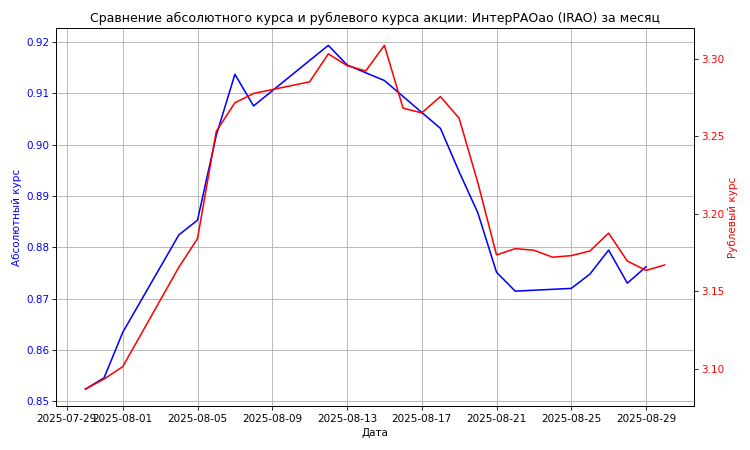 Сравнение абсолютного курса и рублевого курса акции: ИнтерРАОао (IRAO) за месяц
0.92
0.91
0.90
0.89
0.88
0.87
0.86
0.85
Абсолютный курс
3.30
3.25
3.20
3.15
3.10
Рублевый курс
2025-07-29 2025-08-01 2025-08-05 2025-08-09 2025-08-13 2025-08-17 2025-08-21 2025-08-25 2025-08-29
Дата